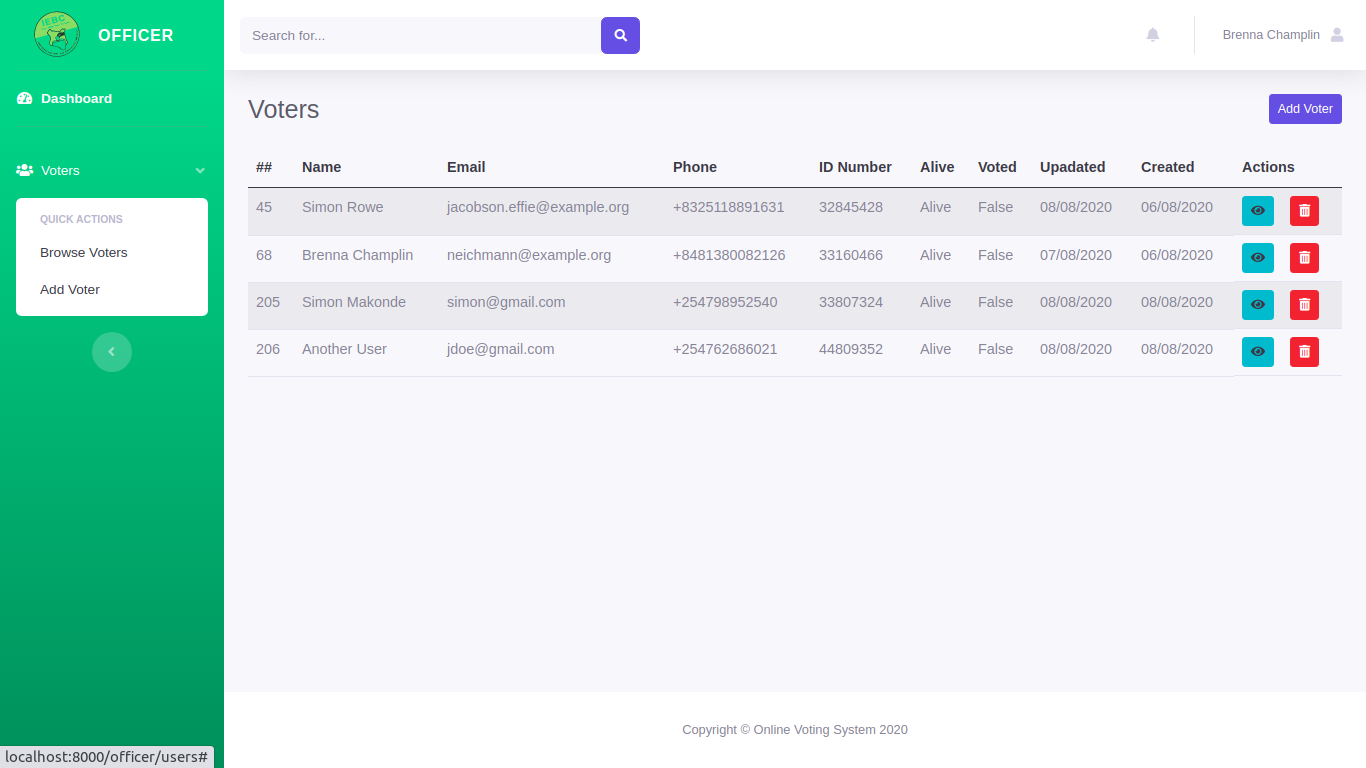 IEBC
OFFICER
Search for...
Brenna Champlin
Dashboard
Voters
QUICK ACTIONS
Browse Voters
Add Voter
Voters
Add Voter
## Name Email Phone ID Number Alive Voted Upadated Created Actions
45 Simon Rowe jacobson.effie@example.org +8325118891631 32845428 Alive False 08/08/2020 06/08/2020
68 Brenna Champlin neichmann@example.org +8481380082126 33160466 Alive False 07/08/2020 06/08/2020
205 Simon Makonde simon@gmail.com +254798952540 33807324 Alive False 08/08/2020 08/08/2020
206 Another User jdoe@gmail.com +254762686021 44809352 Alive False 08/08/2020 08/08/2020
Copyright © Online Voting System 2020
localhost:8000/officer/users#